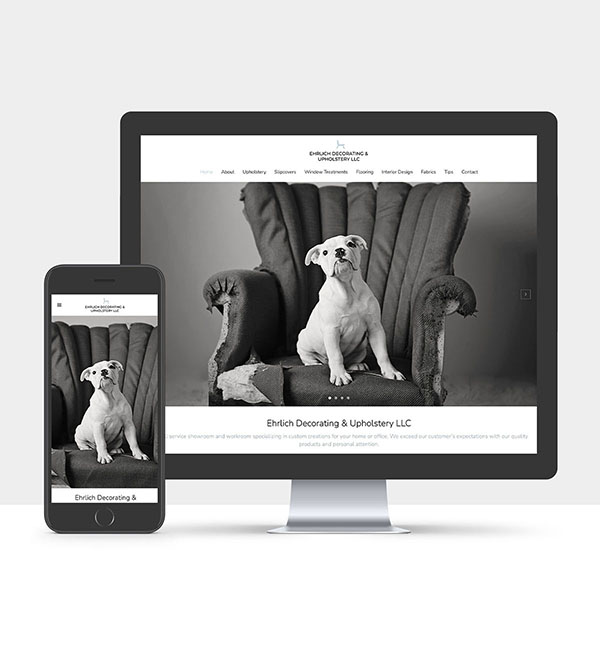 EHRLICH DECORATING &
UPHOLSTERY LLC
Home About Upholstery Slipcovers Window Treatments Flooring Interior Design Fabrics Tips Contact
Ehrlich Decorating & Upholstery LLC
service showroom and workroom specializing in custom creations for your home or office. We exceed our customer's expectations with our quality
products and personal attention.
EHRLICH DECORATING &
UPHOLSTERY LLC
Ehrlich Decorating &